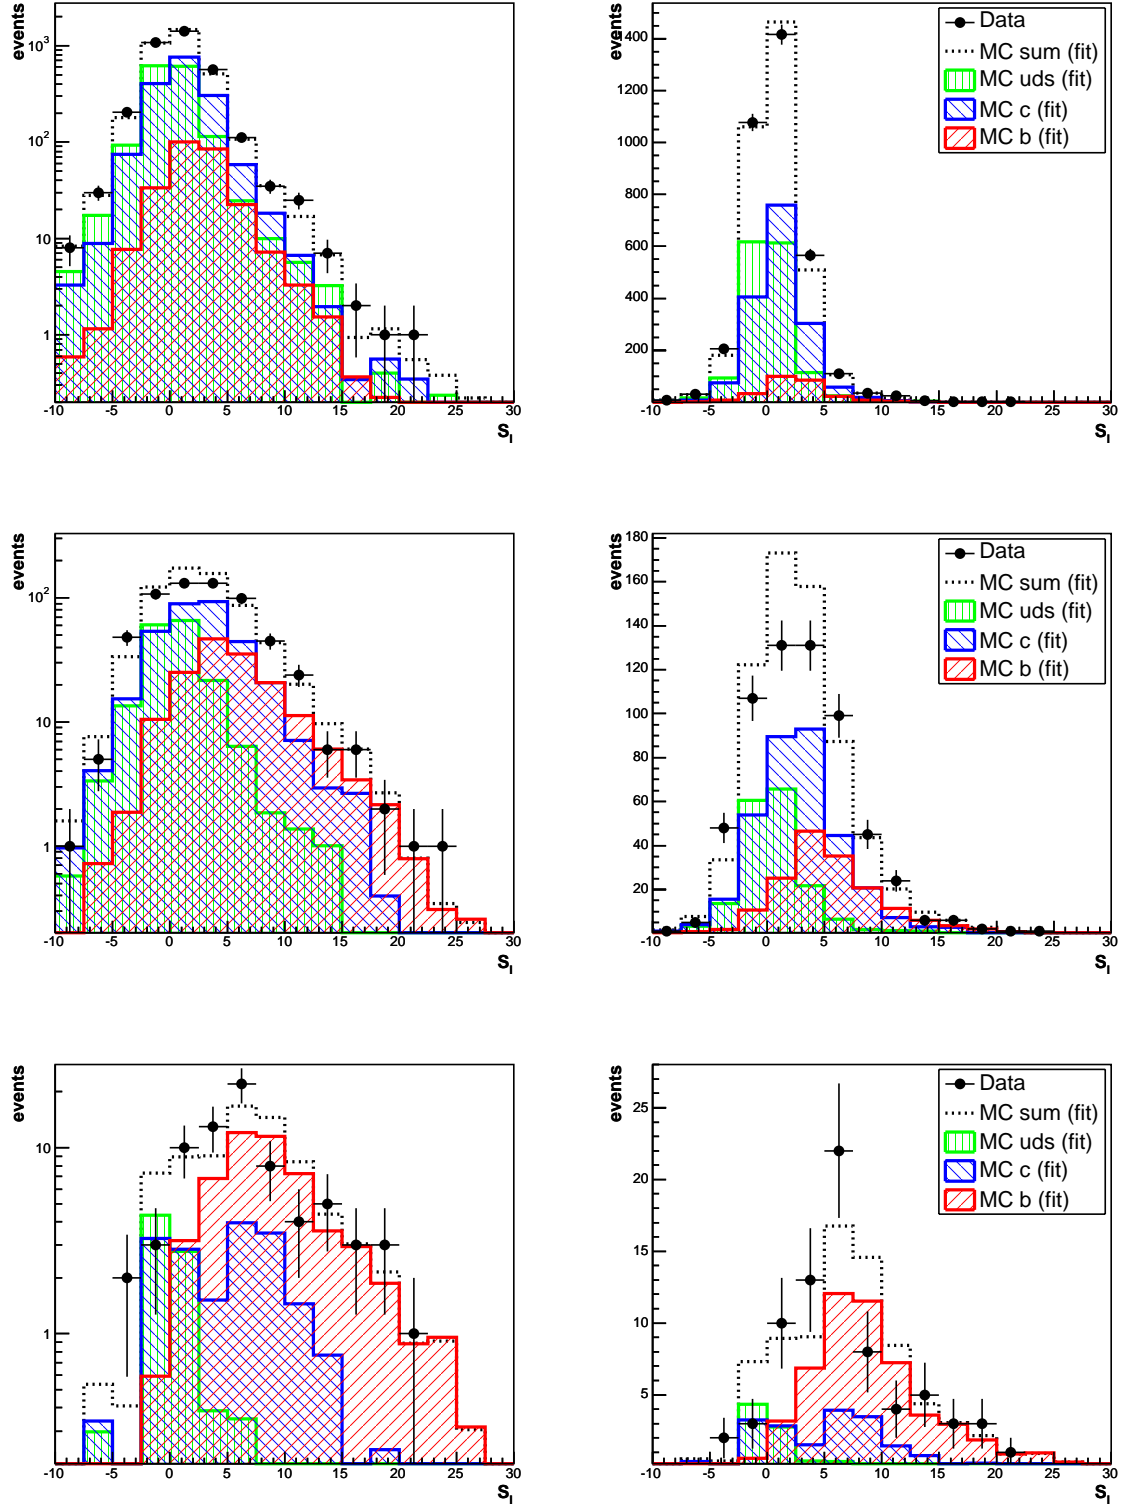 events
10³
10²
10
1
-10 -5 0 5 10 15 20 25 30
S_l
events
1400
1200
1000
800
600
400
200
-10 -5 0 5 10 15 20 25 30
S_l
Data
MC sum (fit)
MC uds (fit)
MC c (fit)
MC b (fit)
events
10²
10
1
-10 -5 0 5 10 15 20 25 30
S_l
events
180
160
140
120
100
80
60
40
20
-10 -5 0 5 10 15 20 25 30
S_l
Data
MC sum (fit)
MC uds (fit)
MC c (fit)
MC b (fit)
events
10
1
-10 -5 0 5 10 15 20 25 30
S_l
events
25
20
15
10
5
-10 -5 0 5 10 15 20 25 30
S_l
Data
MC sum (fit)
MC uds (fit)
MC c (fit)
MC b (fit)